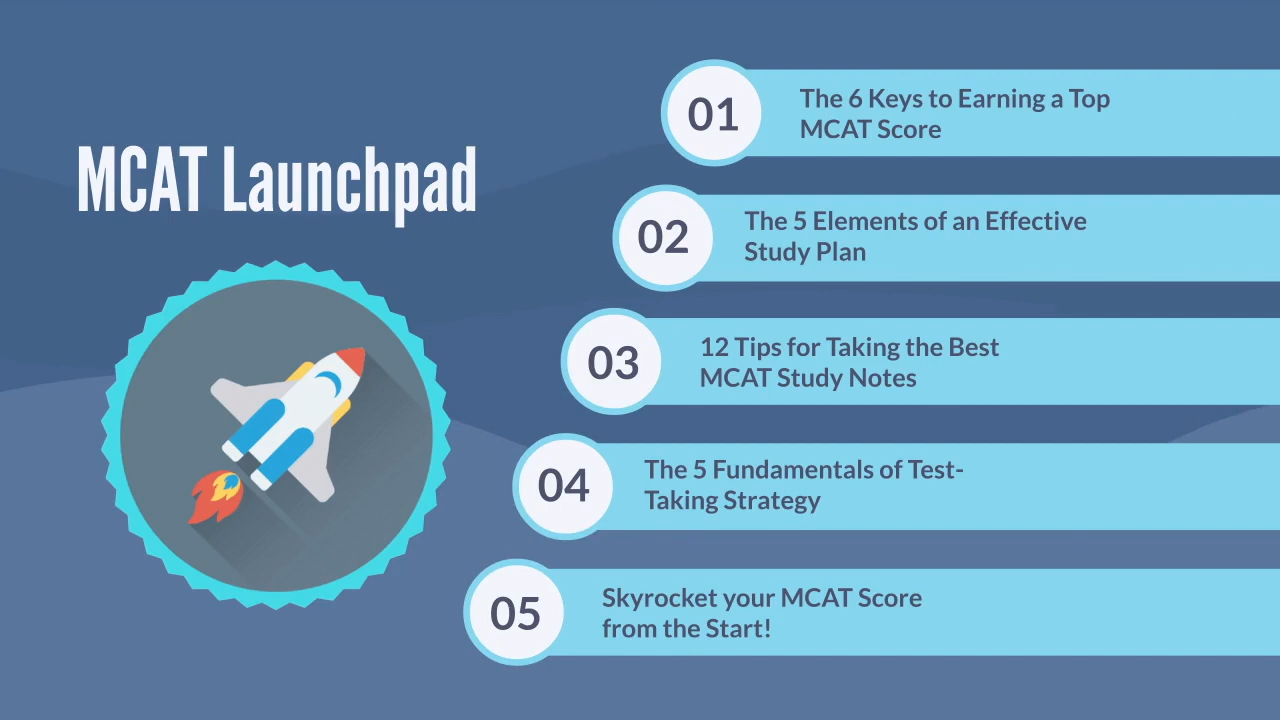 MCAT Launchpad
01
The 6 Keys to Earning a Top
MCAT Score
02
The 5 Elements of an Effective
Study Plan
03
12 Tips for Taking the Best
MCAT Study Notes
04
The 5 Fundamentals of Test-
Taking Strategy
05
Skyrocket your MCAT Score
from the Start!